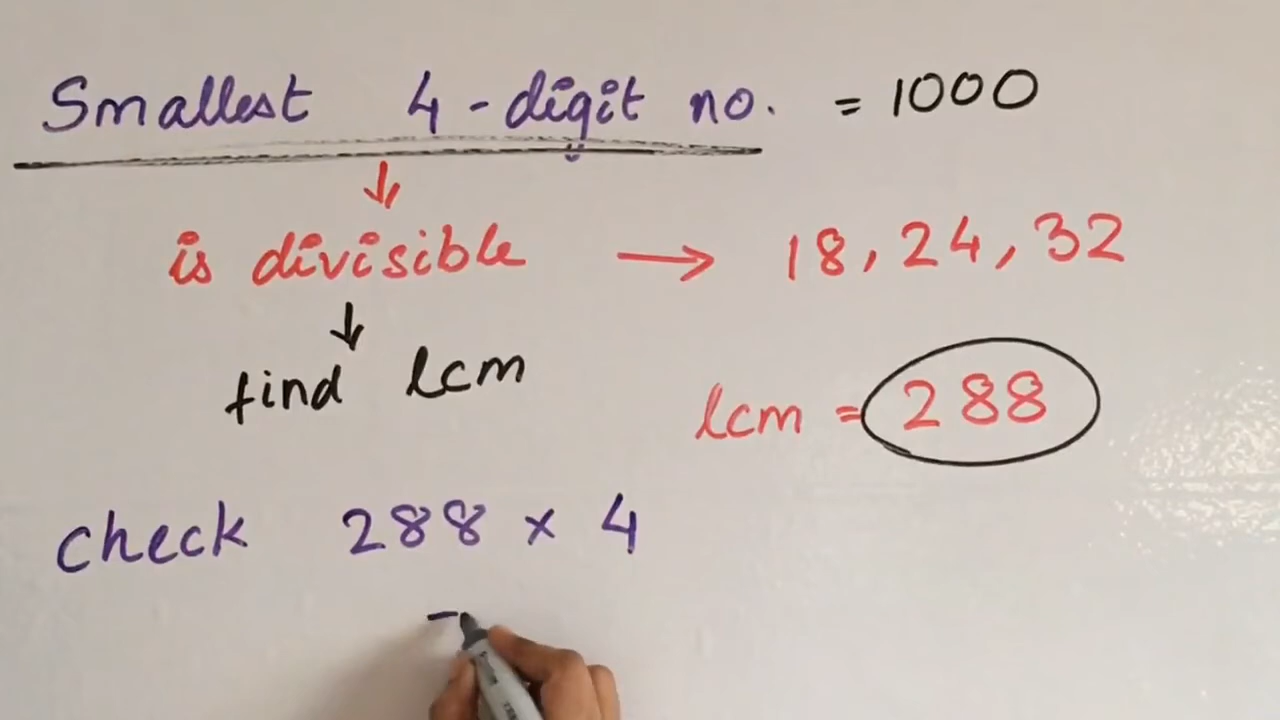 Smallest 4-digit no. = 1000
is divisible → 18, 24, 32
find lcm
lcm = 288
check 288 x 4